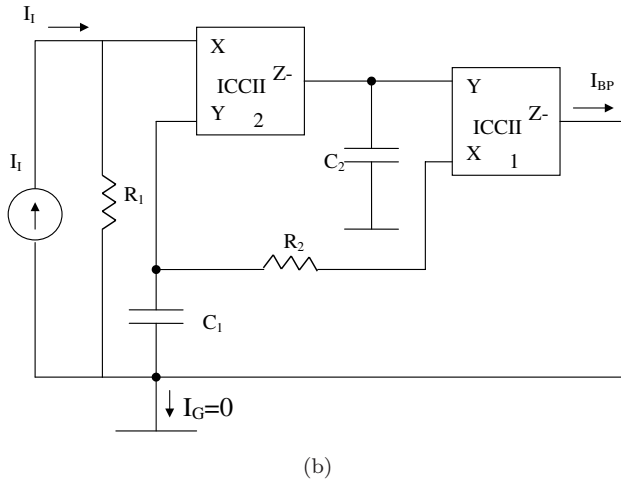 I_I
X
ICCII
Z-
Y
2
Y
ICCII
Z-
X
1
I_BP
C_2
I_I
R_1
R_2
C_1
I_G=0
(b)